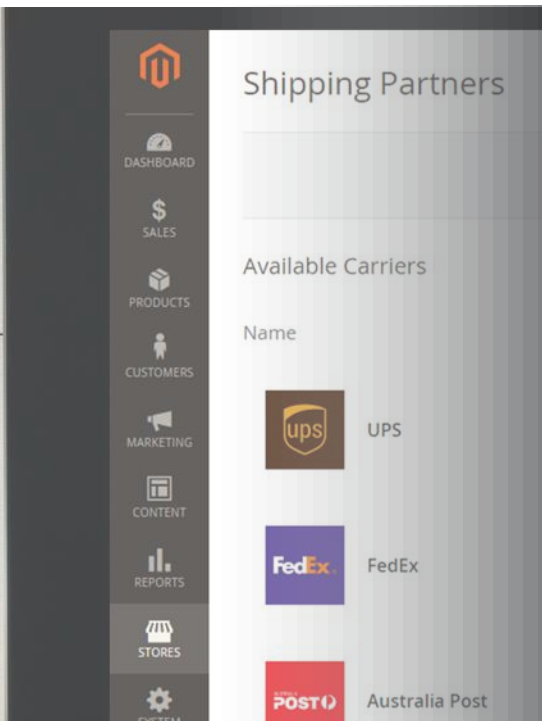 Shipping Partners
DASHBOARD
$
SALES
Available Carriers
PRODUCTS
Name
CUSTOMERS
ups
UPS
MARKETING
CONTENT
FedEx.
FedEx
REPORTS
STORES
POST
Australia Post
SYSTEM